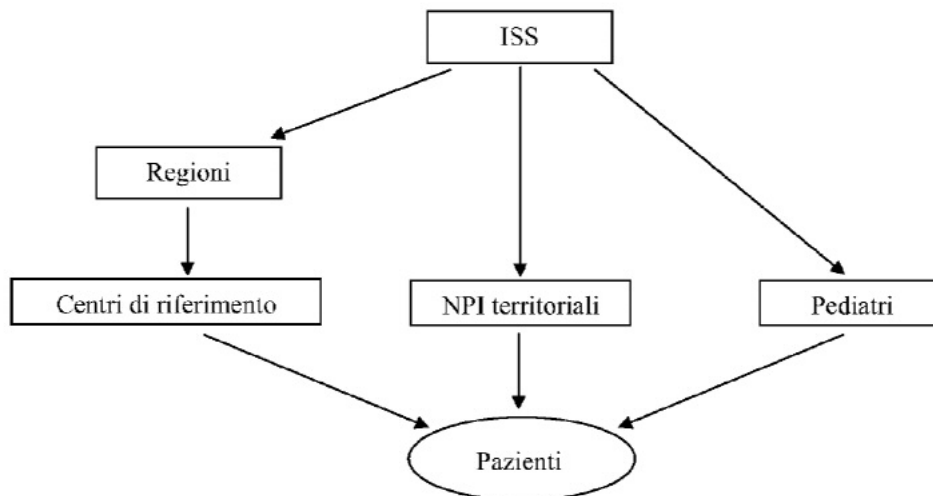 ISS
Regioni
Centri di riferimento
NPI territoriali
Pediatri
Pazienti